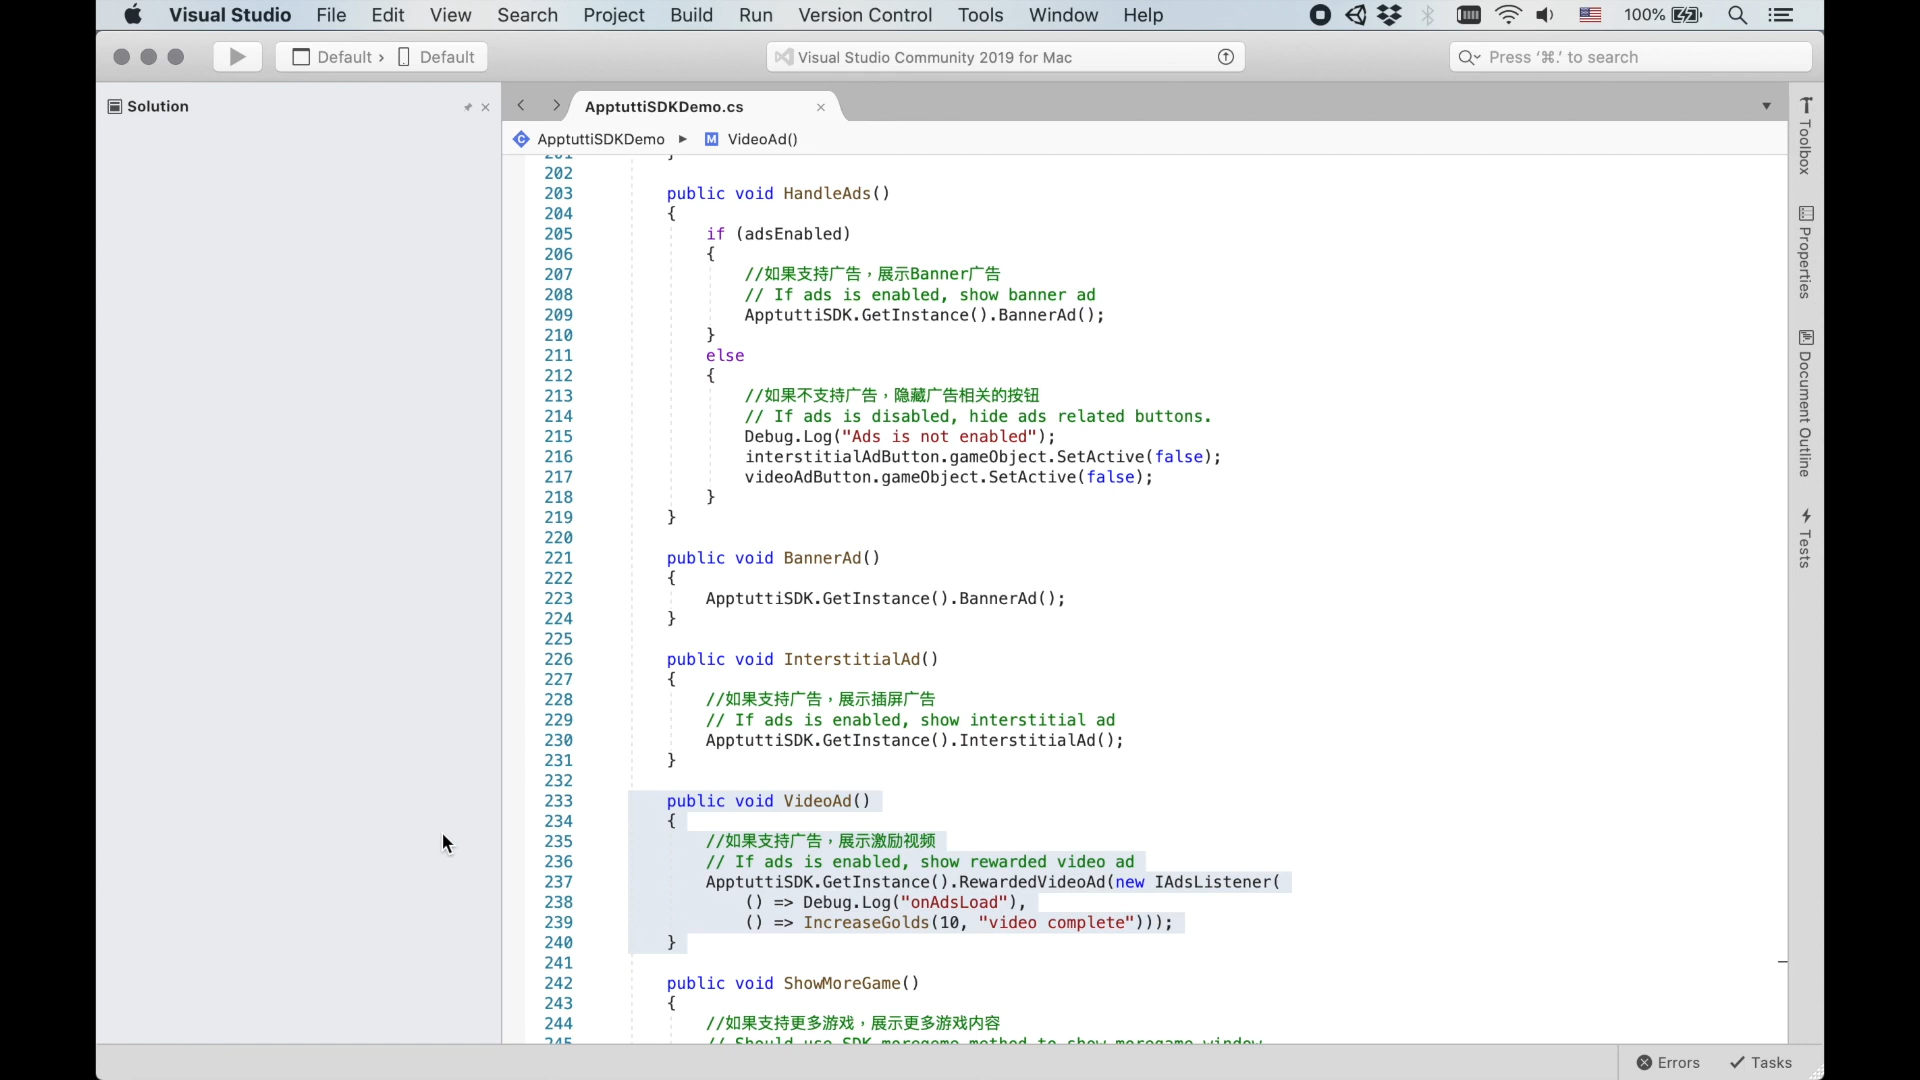 Visual Studio File Edit View Search Project Build Run Version Control Tools Window Help 100%
Default › Default Visual Studio Community 2019 for Mac Press ‘⌘.’ to search
Solution
ApptuttiSDKDemo.cs
ApptuttiSDKDemo ▶ M VideoAd()
201 }
202
203 public void HandleAds()
204 {
205 if (adsEnabled)
206 {
207 //如果支持广告，展示Banner广告
208 // If ads is enabled, show banner ad
209 ApptuttiSDK.GetInstance().BannerAd();
210 }
211 else
212 {
213 //如果不支持广告，隐藏广告相关的按钮
214 // If ads is disabled, hide ads related buttons.
215 Debug.Log("Ads is not enabled");
216 interstitialAdButton.gameObject.SetActive(false);
217 videoAdButton.gameObject.SetActive(false);
218 }
219 }
220
221 public void BannerAd()
222 {
223 ApptuttiSDK.GetInstance().BannerAd();
224 }
225
226 public void InterstitialAd()
227 {
228 //如果支持广告，展示插屏广告
229 // If ads is enabled, show interstitial ad
230 ApptuttiSDK.GetInstance().InterstitialAd();
231 }
232
233 public void VideoAd()
234 {
235 //如果支持广告，展示激励视频
236 // If ads is enabled, show rewarded video ad
237 ApptuttiSDK.GetInstance().RewardedVideoAd(new IAdsListener(
238 () => Debug.Log("onAdsLoad"),
239 () => IncreaseGolds(10, "video complete")));
240 }
241
242 public void ShowMoreGame()
243 {
244 //如果支持更多游戏，展示更多游戏内容
245 // Should use SDK moregame method to show moregame window
Toolbox
Properties
Document Outline
Tests
Errors Tasks